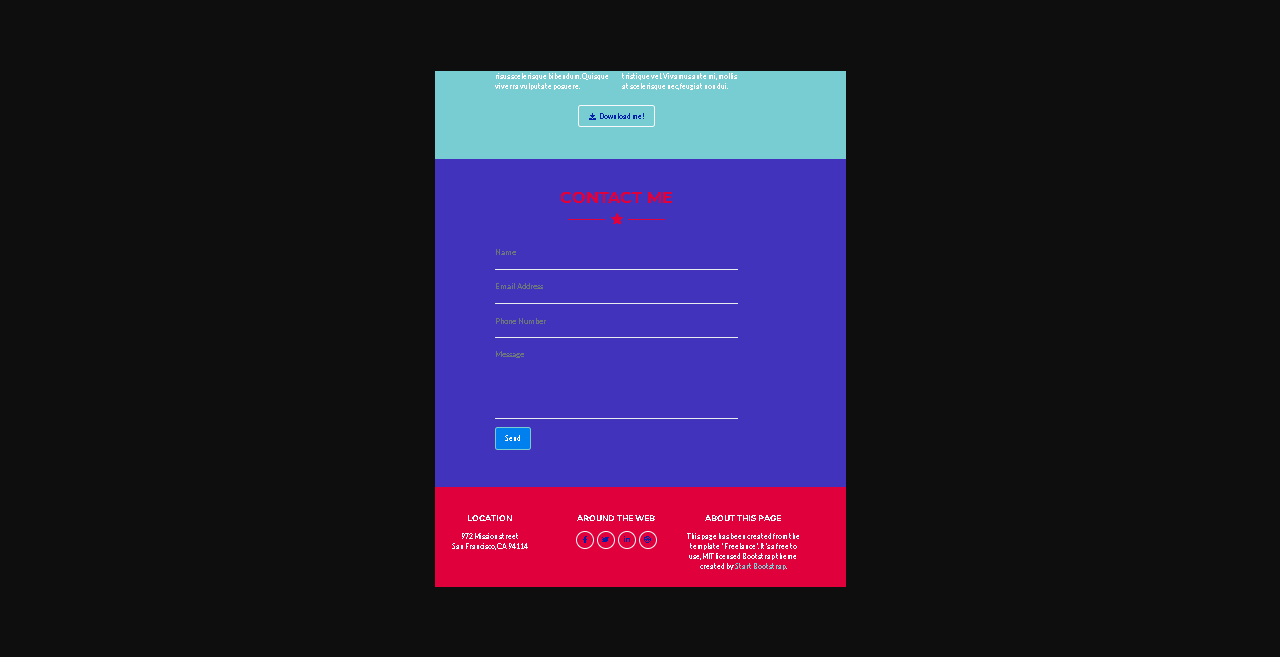 risus scelerisque bibendum. Quisque
viverra vulputate posuere.
tristique vel. Vivamus ante mi, mollis
at scelerisque nec, feugiat non dui.
Download me!
CONTACT ME
Name
Email Address
Phone Number
Message
Send
LOCATION
972 Mission street
San Francisco, CA 94114
AROUND THE WEB
ABOUT THIS PAGE
This page has been created from the
template "Freelance". It's a free to
use, MIT licensed Bootstrap theme
created by Start Bootstrap.